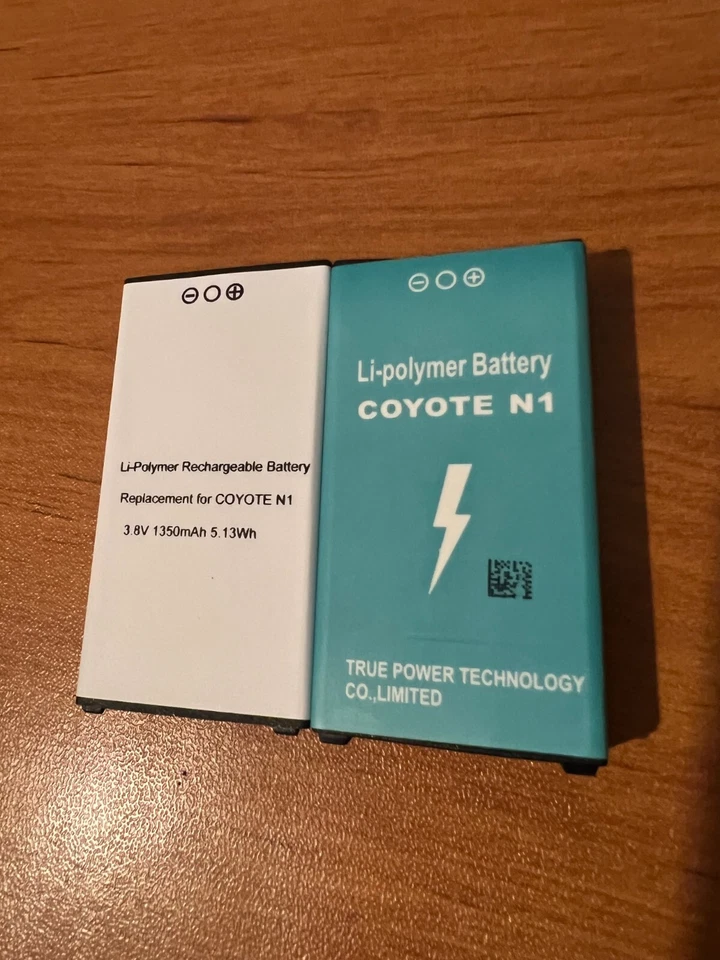 Li-Polymer Rechargeable Battery
Replacement for COYOTE N1
3.8V 1350mAh 5.13Wh
Li-polymer Battery
COYOTE N1
TRUE POWER TECHNOLOGY
CO.,LIMITED